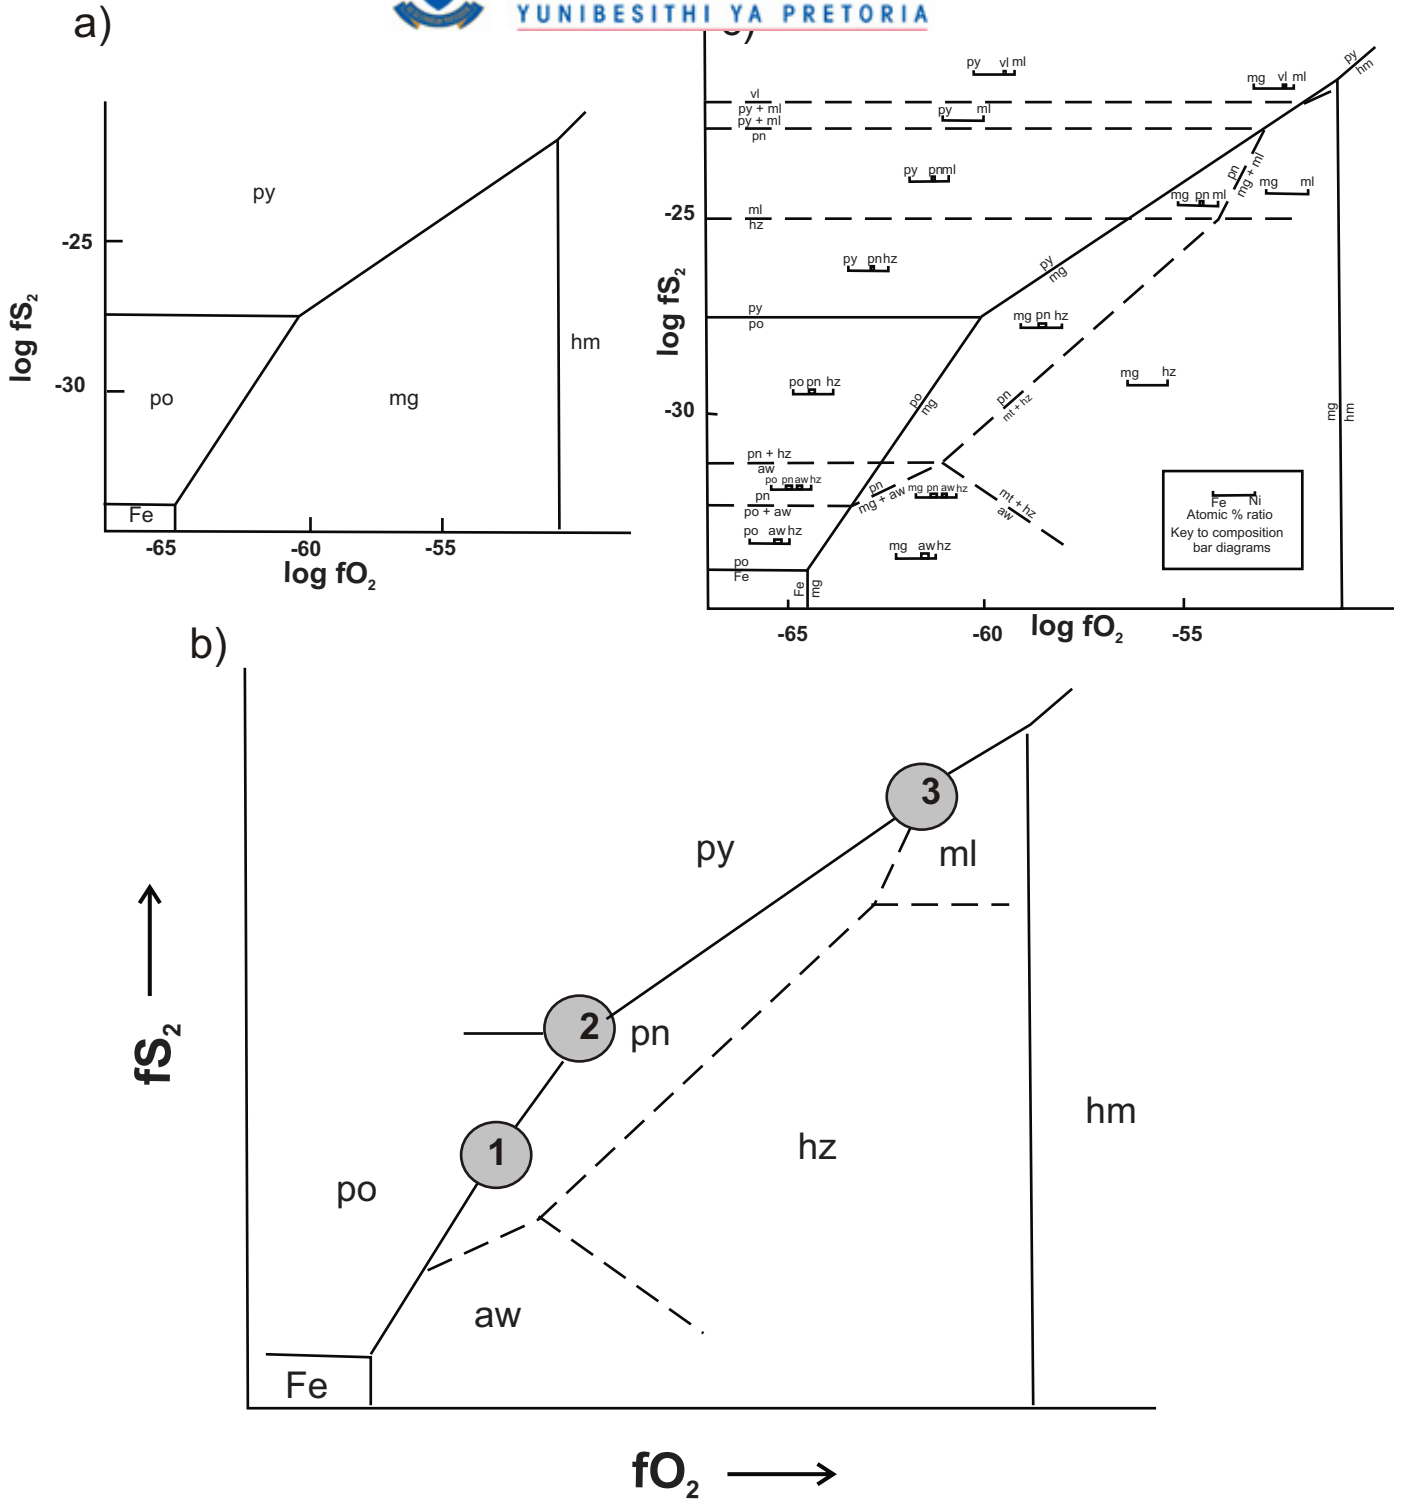 a)
YUNIBESITHI YA PRETORIA
py
-25
log fS2
-30
po
mg
hm
Fe
-65
-60
-55
log fO2
c)
py vl ml
mg vl ml
py
hm
vl
py + ml
py + ml
pn
py ml
py pn ml
pn
mg + ml
mg ml
mg pn ml
-25
ml
hz
py pn hz
py
mg
log fS2
py
po
mg pn hz
po pn hz
po
mg
mg hz
pn
mt + hz
-30
mg
hm
pn + hz
aw
po pn aw hz
pn
po + aw
pn
mg + aw
mg pn aw hz
mt + hz
aw
po aw hz
mg aw hz
po
Fe
Fe
mg
Fe Ni
Atomic % ratio
Key to composition
bar diagrams
-65
-60
log fO2
-55
b)
3
py
ml
2
pn
fS2
1
hm
hz
po
aw
Fe
fO2